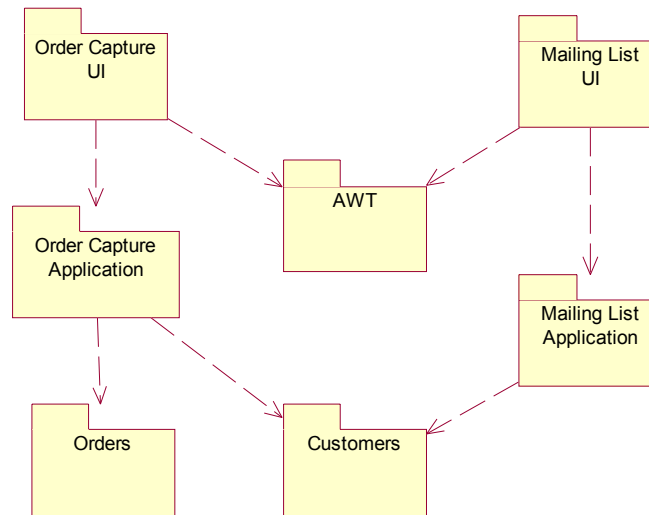 Order Capture
UI
Mailing List
UI
AWT
Order Capture
Application
Mailing List
Application
Orders
Customers